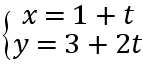 x = 1 + t
y = 3 + 2t